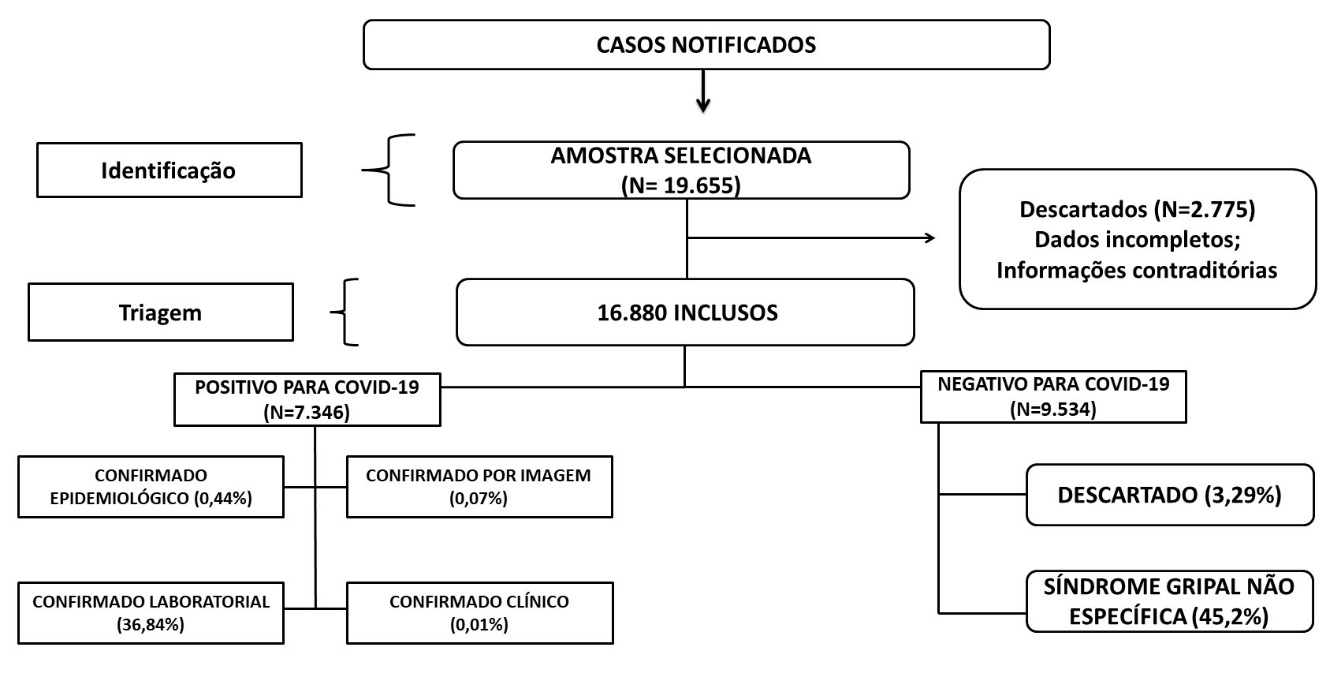 CASOS NOTIFICADOS
Identificação
AMOSTRA SELECIONADA
(N= 19.655)
Descartados (N=2.775)
Dados incompletos;
Informações contraditórias
Triagem
16.880 INCLUSOS
POSITIVO PARA COVID-19
(N=7.346)
NEGATIVO PARA COVID-19
(N=9.534)
CONFIRMADO
EPIDEMIOLÓGICO (0,44%)
CONFIRMADO POR IMAGEM
(0,07%)
DESCARTADO (3,29%)
CONFIRMADO LABORATORIAL
(36,84%)
CONFIRMADO CLÍNICO
(0,01%)
SÍNDROME GRIPAL NÃO
ESPECÍFICA (45,2%)